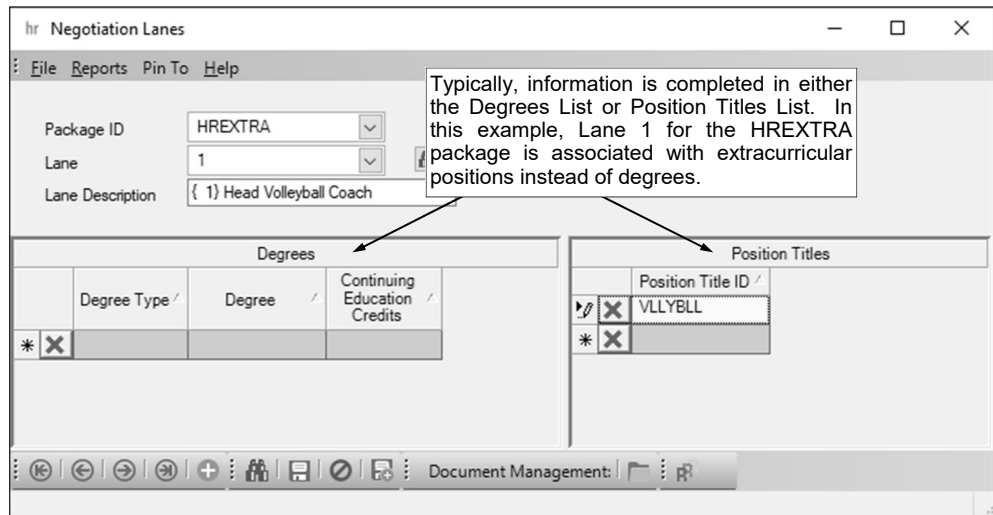 hr Negotiation Lanes
File Reports Pin To Help
Typically, information is completed in either
the Degrees List or Position Titles List. In
this example, Lane 1 for the HREXTRA
package is associated with extracurricular
positions instead of degrees.
Package ID HREXTRA
Lane 1
Lane Description { 1} Head Volleyball Coach
Degrees
Degree Type Degree Continuing
Education
Credits
Position Titles
Position Title ID
VLLYBLL
Document Management: